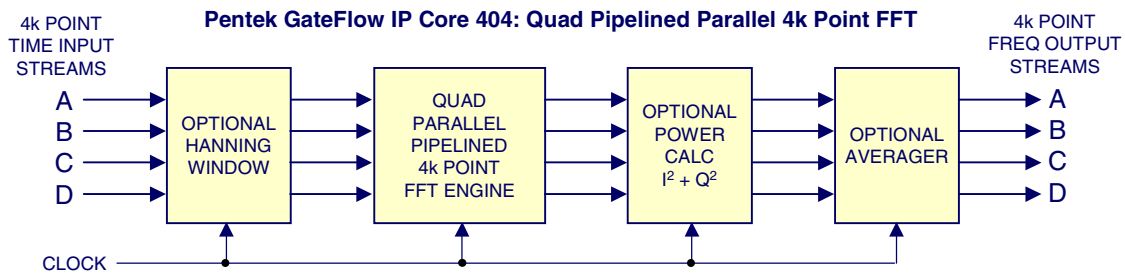 Pentek GateFlow IP Core 404: Quad Pipelined Parallel 4k Point FFT
4k POINT
TIME INPUT
STREAMS
A
B
C
D
OPTIONAL
HANNING
WINDOW
QUAD
PARALLEL
PIPELINED
4k POINT
FFT ENGINE
OPTIONAL
POWER
CALC
I² + Q²
OPTIONAL
AVERAGER
4k POINT
FREQ OUTPUT
STREAMS
A
B
C
D
CLOCK